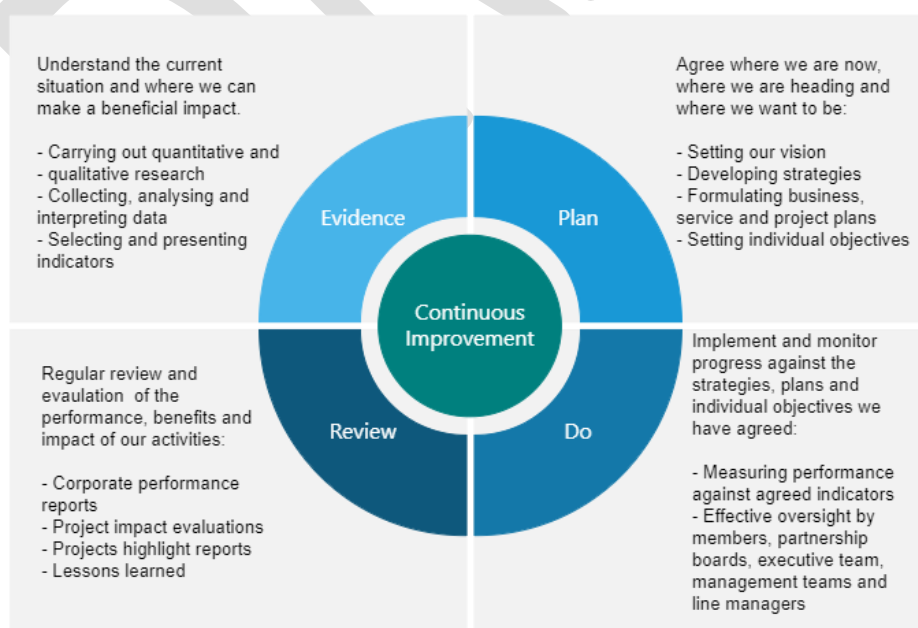 Understand the current
situation and where we can
make a beneficial impact.
- Carrying out quantitative and
- qualitative research
- Collecting, analysing and
interpreting data
- Selecting and presenting
indicators
Evidence
Agree where we are now,
where we are heading and
where we want to be:
- Setting our vision
- Developing strategies
- Formulating business,
service and project plans
- Setting individual objectives
Plan
Continuous
Improvement
Regular review and
evaulation of the
performance, benefits and
impact of our activities:
- Corporate performance
reports
- Project impact evaluations
- Projects highlight reports
- Lessons learned
Review
Do
Implement and monitor
progress against the
strategies, plans and
individual objectives we
have agreed:
- Measuring performance
against agreed indicators
- Effective oversight by
members, partnership
boards, executive team,
management teams and
line managers